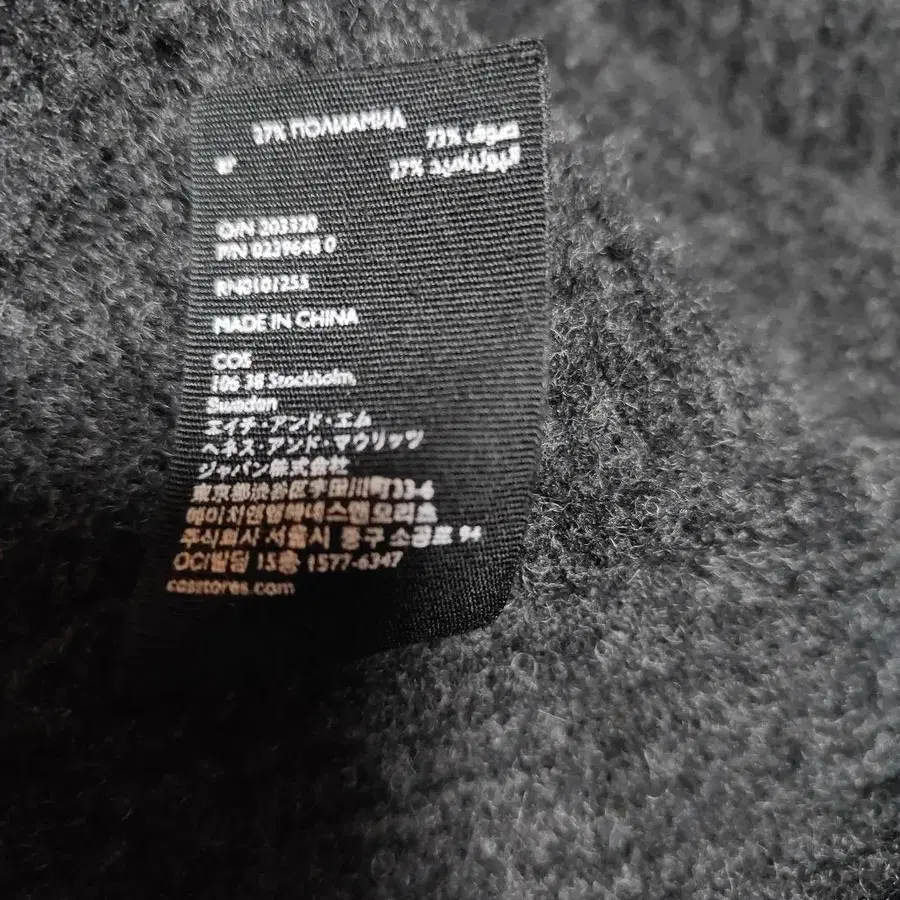 27% ПОЛИАМИД
73% صوف
27% البولياميد
O/N 203320
P/N 0239648 0
RN0101255
MADE IN CHINA
COS
106 38 Stockholm
Sweden
エイチ・アンド・エム
ヘネス アンド・マウリッツ
ジャパン株式会社
東京都渋谷区宇田川町33-6
에이치엔엠헤네스엔모리츠
주식회사 서울시 중구 소공로 94
OCI빌딩 15층 1577-6347
cosstores.com